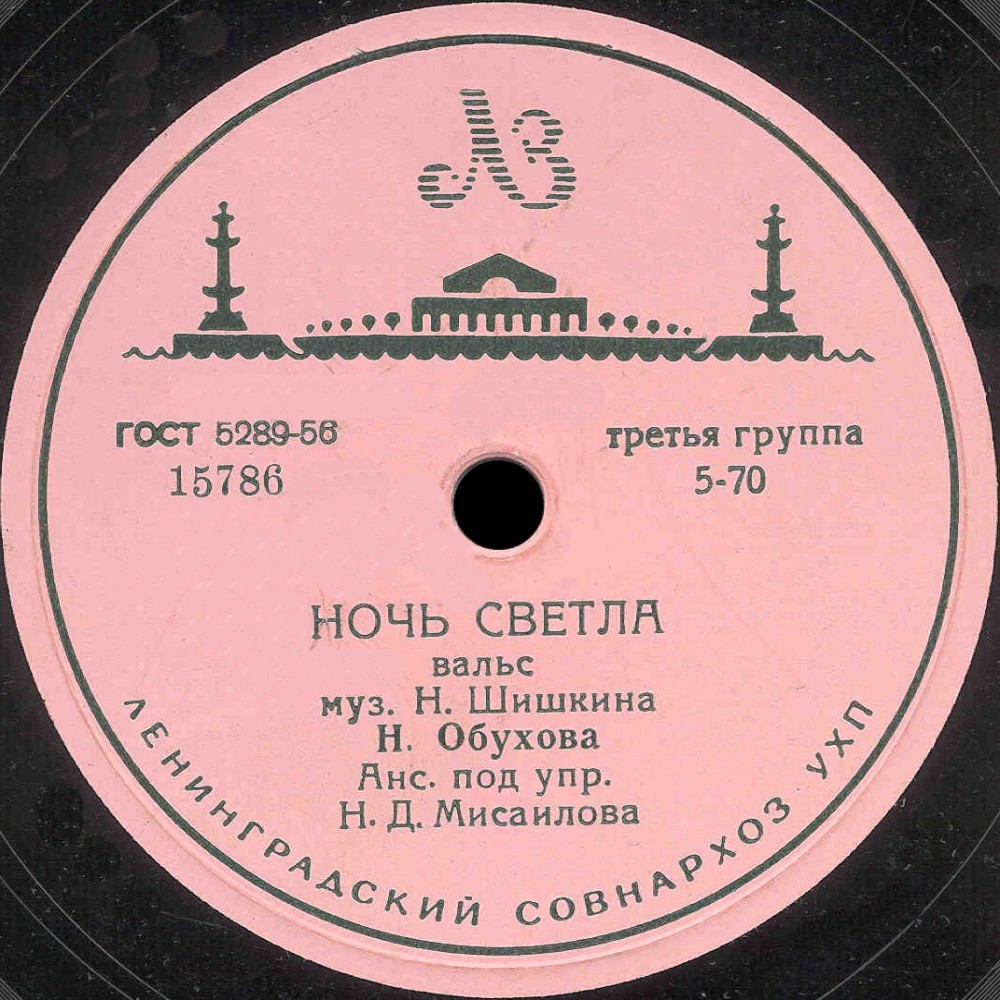 ЛЗ
ГОСТ 5289-56
15786
третья группа
5-70
НОЧЬ СВЕТЛА
вальс
муз. Н. Шишкина
Н. Обухова
Анс. под упр.
Н. Д. Мисаилова
ЛЕНИНГРАДСКИЙ СОВНАРХОЗ УХП